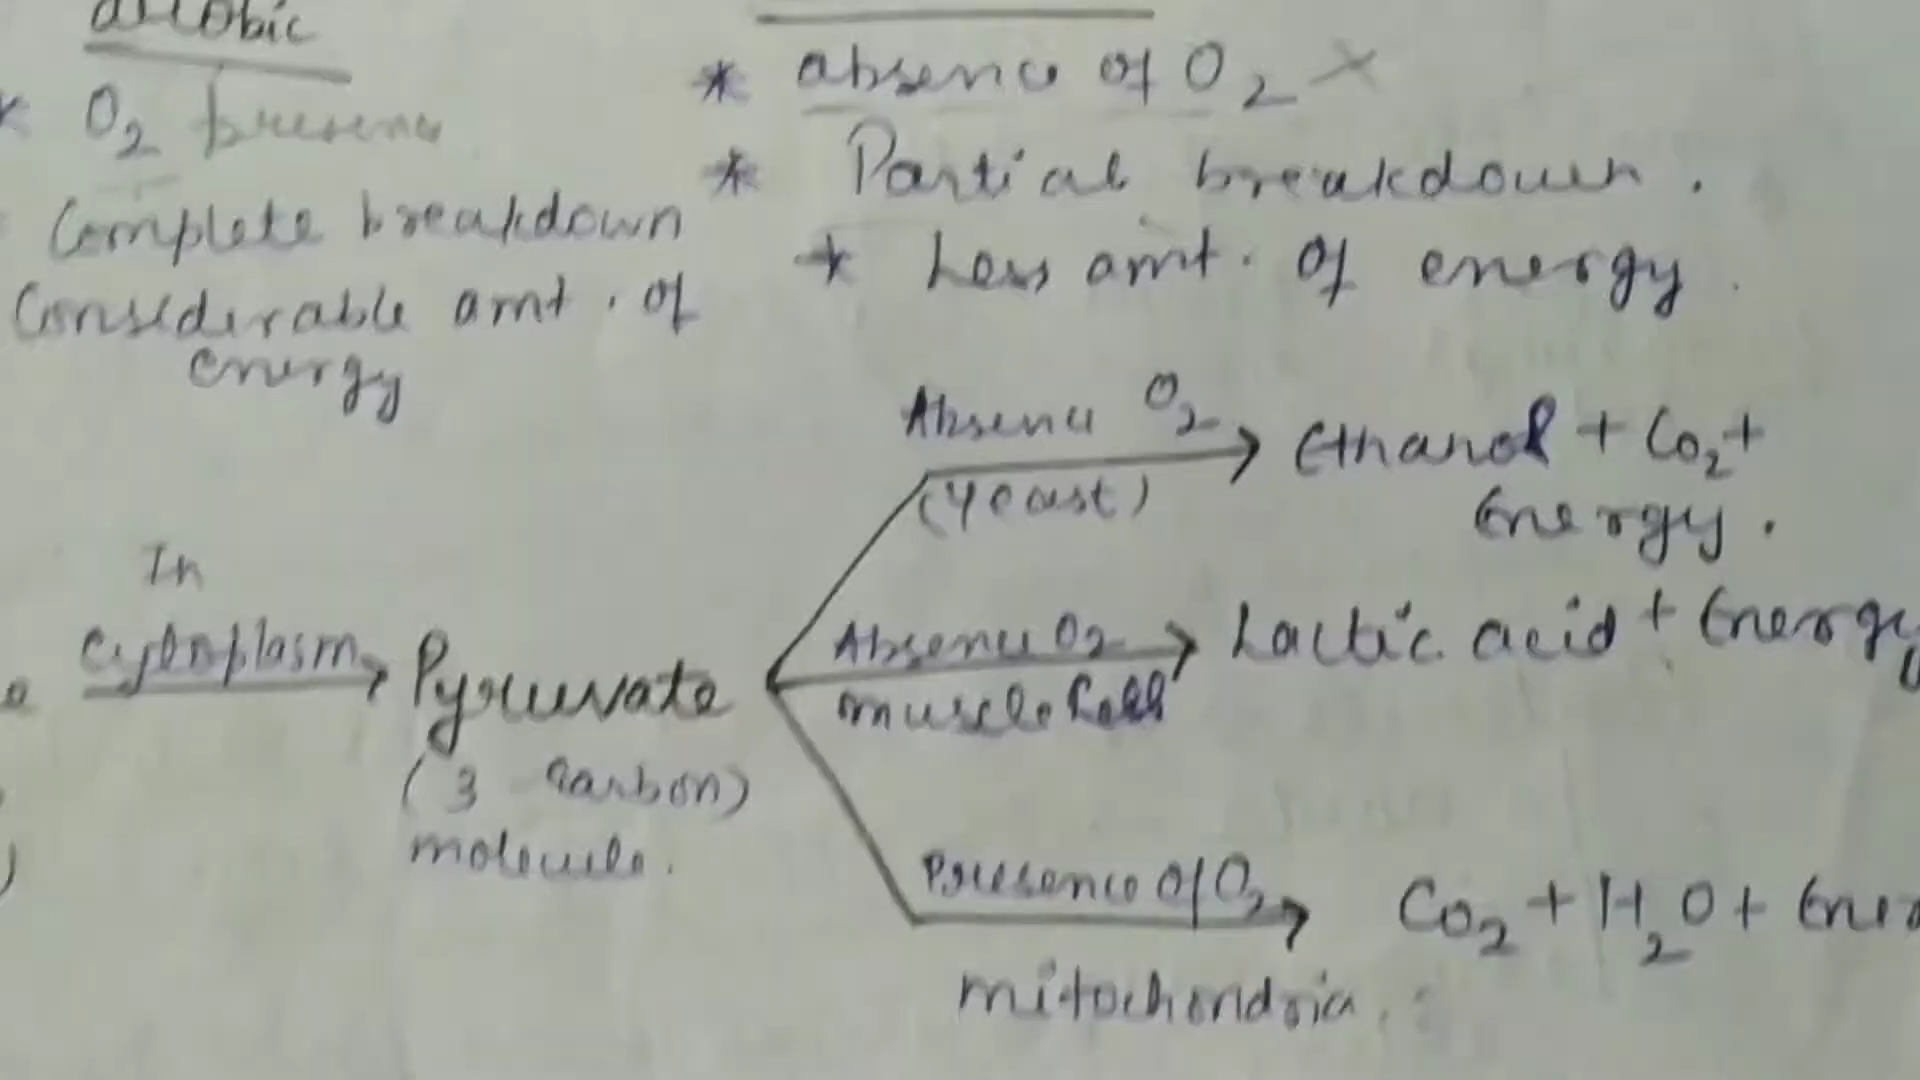 aerobic
* O2 presence
Complete breakdown
Considerable amt. of
energy
* absence of O2 ×
* Partial breakdown.
* Less amt. of energy.
Absence O2
(Yeast)
Ethanol + CO2 +
Energy.
In
Cytoplasm
Pyruvate
(3 carbon)
molecule.
Absence O2
muscle cell
Lactic acid + Energy
Presence of O2
mitochondria.
CO2 + H2O + Ener